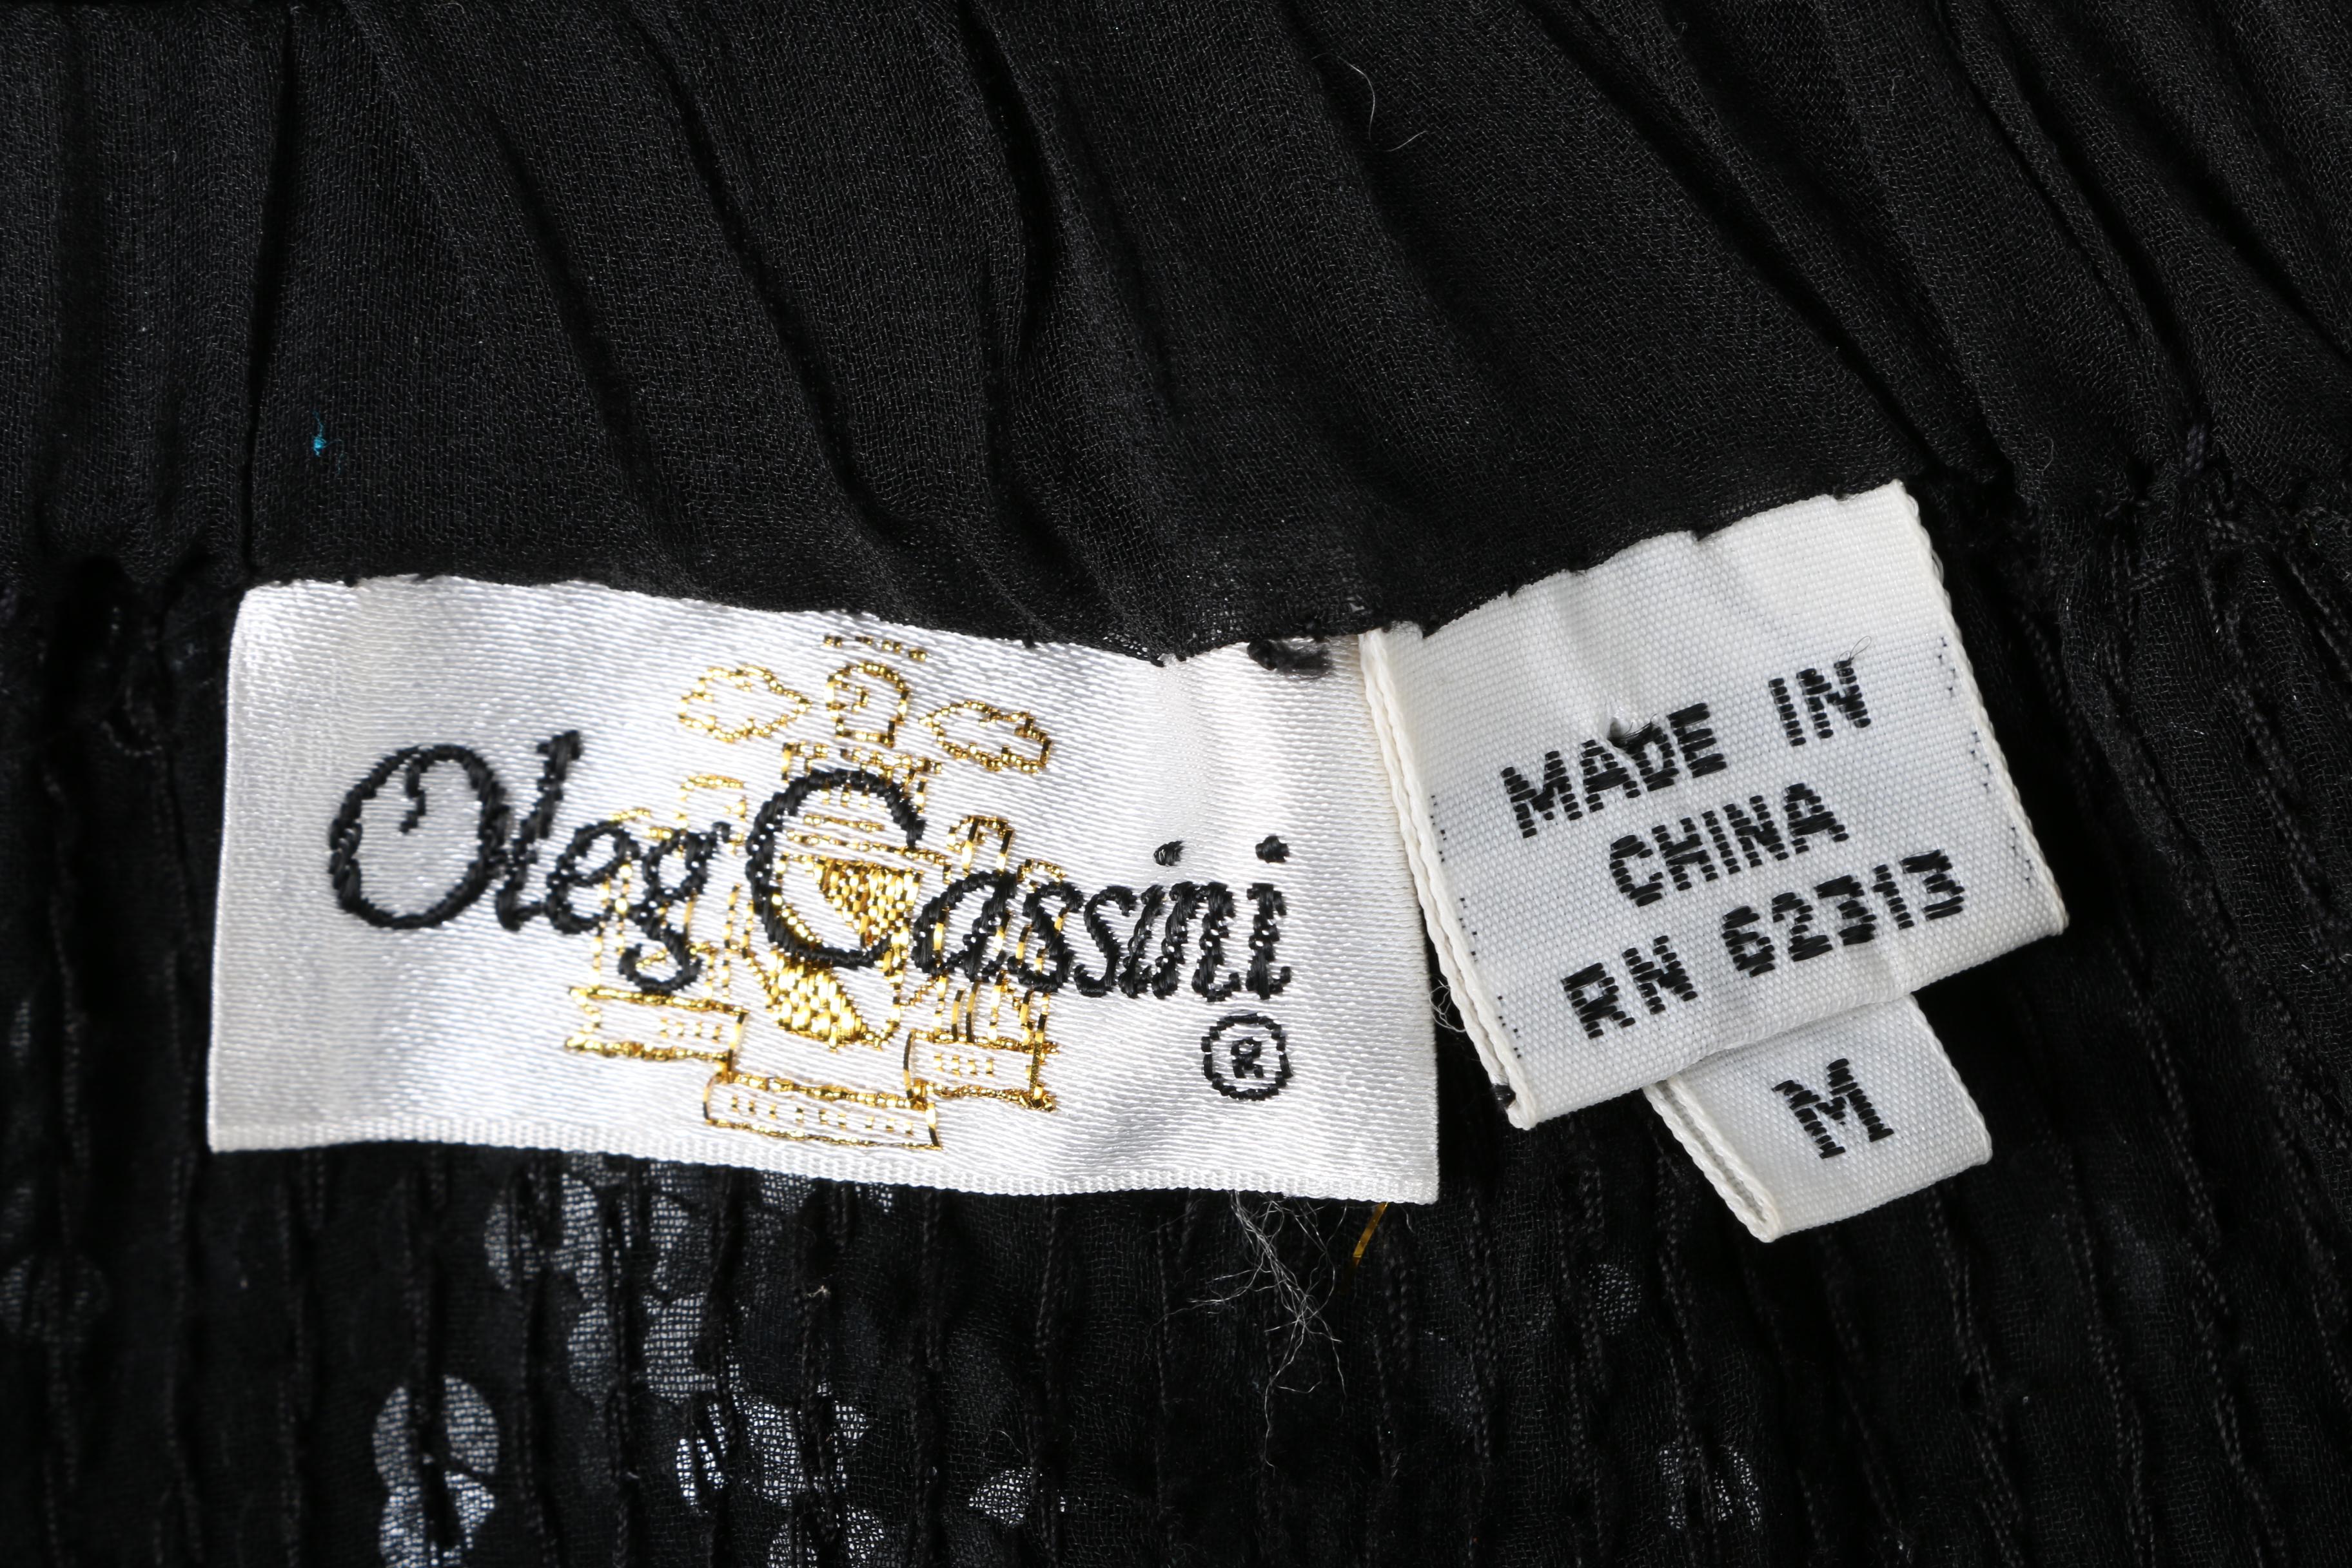 Oleg Cassini
®
MADE IN
CHINA
RN 62313
M